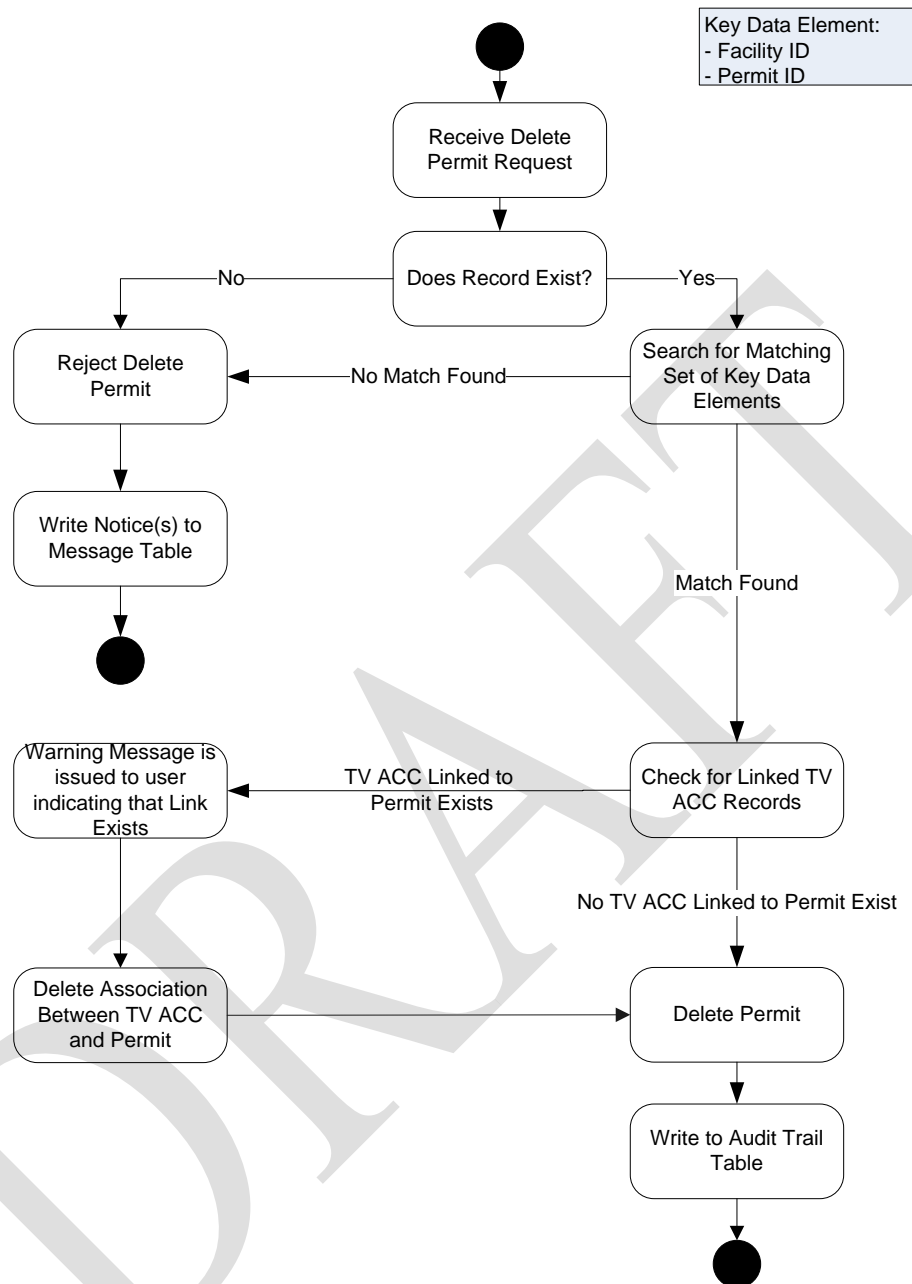 Key Data Element:
- Facility ID
- Permit ID
Receive Delete
Permit Request
Does Record Exist?
No
Yes
Reject Delete
Permit
No Match Found
Search for Matching
Set of Key Data
Elements
Write Notice(s) to
Message Table
Match Found
Warning Message is
issued to user
indicating that Link
Exists
TV ACC Linked to
Permit Exists
Check for Linked TV
ACC Records
No TV ACC Linked to Permit Exist
Delete Association
Between TV ACC
and Permit
Delete Permit
Write to Audit Trail
Table
DRAFT